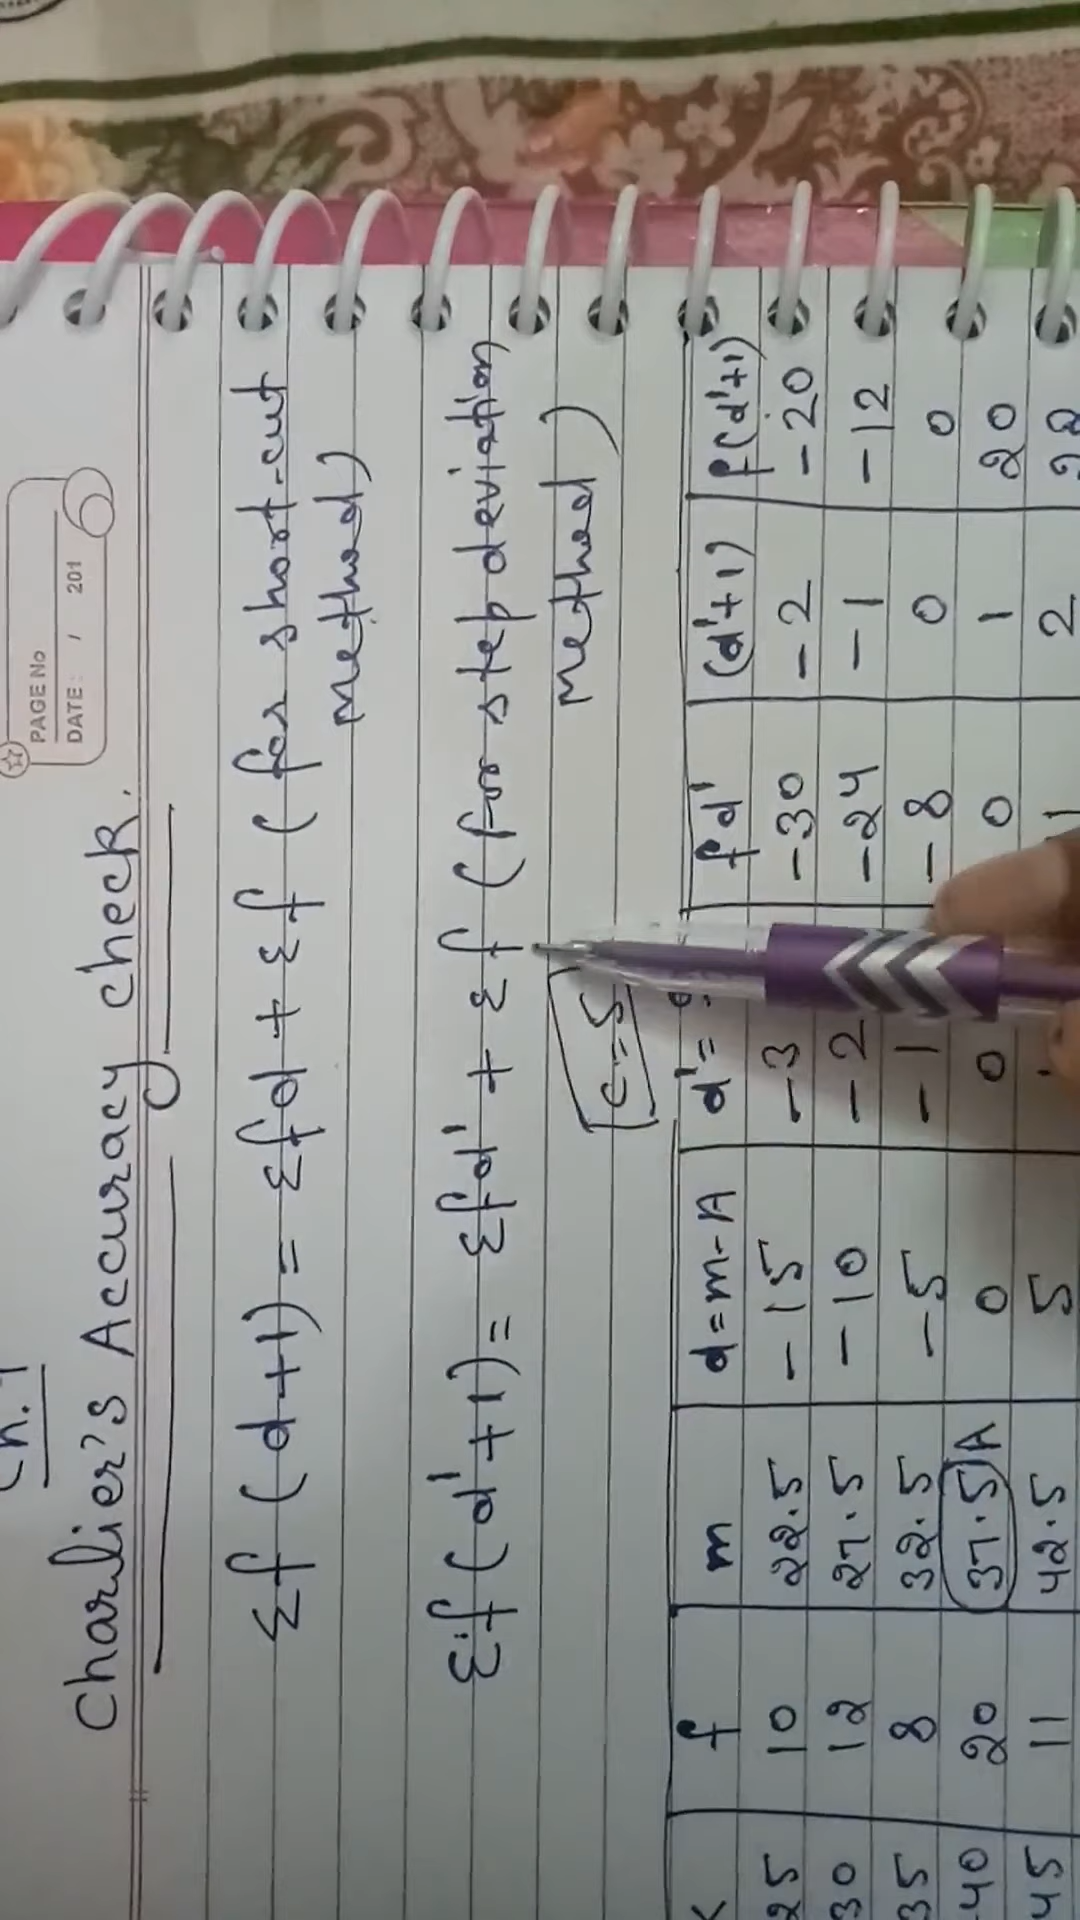 PAGE No
DATE: / 201
Charlier's Accuracy check.
Σf (d+1) = Σfd + Σf ( for short-cut
method)
Σf (d'+1) = Σfd' + Σf (for step deviation
method)
c=5
f m d=m-A d'= fd' (d'+1) f(d'+1)
25 10 22.5 -15 -3 -30 -2 -20
30 12 27.5 -10 -2 -24 -1 -12
35 8 32.5 -5 -1 -8 0 0
40 20 37.5 A 0 0 0 1 20
45 11 42.5 5 2